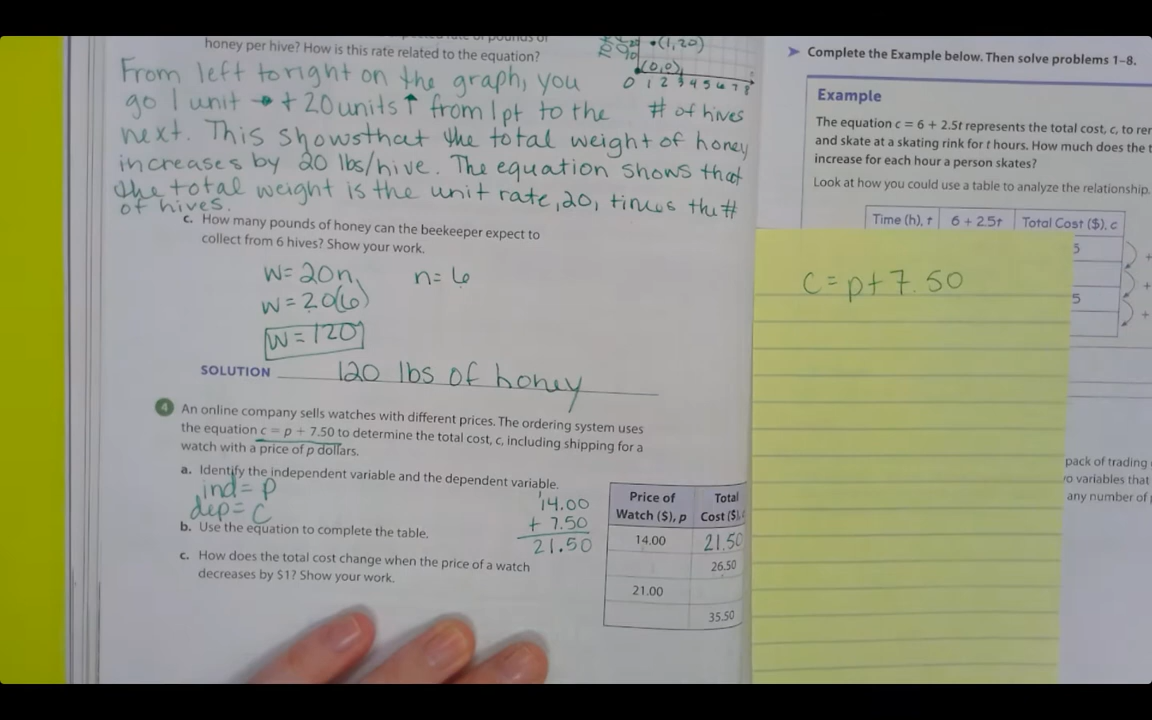 honey per hive? How is this rate related to the equation?
From left to right on the graph, you
go 1 unit → + 20 units ↑ from 1 pt to the
next. This shows that the total weight of honey
increases by 20 lbs/hive. The equation shows that
the total weight is the unit rate, 20, times the #
of hives.
(1,20)
(0,0)
0 1 2 3 4 5 6 7 8
# of hives
c. How many pounds of honey can the beekeeper expect to
collect from 6 hives? Show your work.
w = 20n n = 6
w = 20(6)
w = 120
SOLUTION 120 lbs of honey
4 An online company sells watches with different prices. The ordering system uses
the equation c = p + 7.50 to determine the total cost, c, including shipping for a
watch with a price of p dollars.
a. Identify the independent variable and the dependent variable.
ind = p
dep = c
b. Use the equation to complete the table.
c. How does the total cost change when the price of a watch
decreases by $1? Show your work.
1
14.00
+ 7.50
21.50
Price of Total
Watch ($), p Cost ($),
14.00 21.50
26.50
21.00
35.50
Complete the Example below. Then solve problems 1–8.
Example
The equation c = 6 + 2.5t represents the total cost, c, to
and skate at a skating rink for t hours. How much does the
increase for each hour a person skates?
Look at how you could use a table to analyze the relationship.
Time (h), t 6 + 2.5t Total Cost ($), c
5 +
+
5 +
c = p + 7.50
pack of trading
variables that
any number of